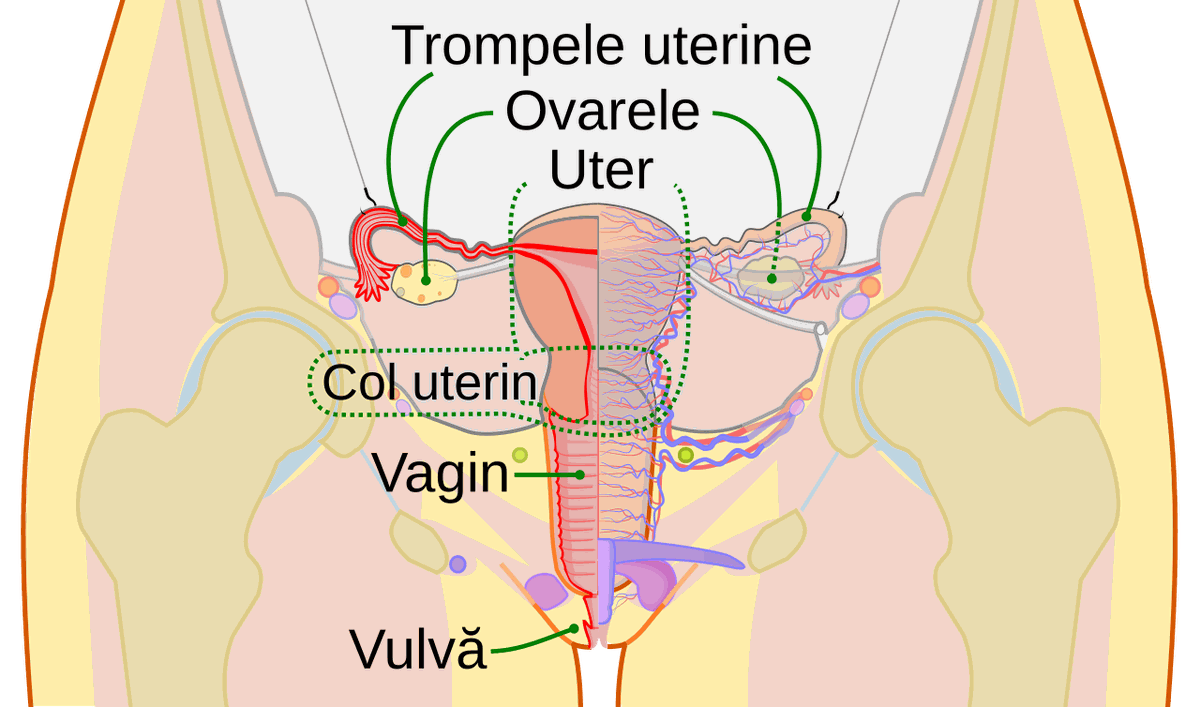 Trompele uterine
Ovarele
Uter
Col uterin
Vagin
Vulvă